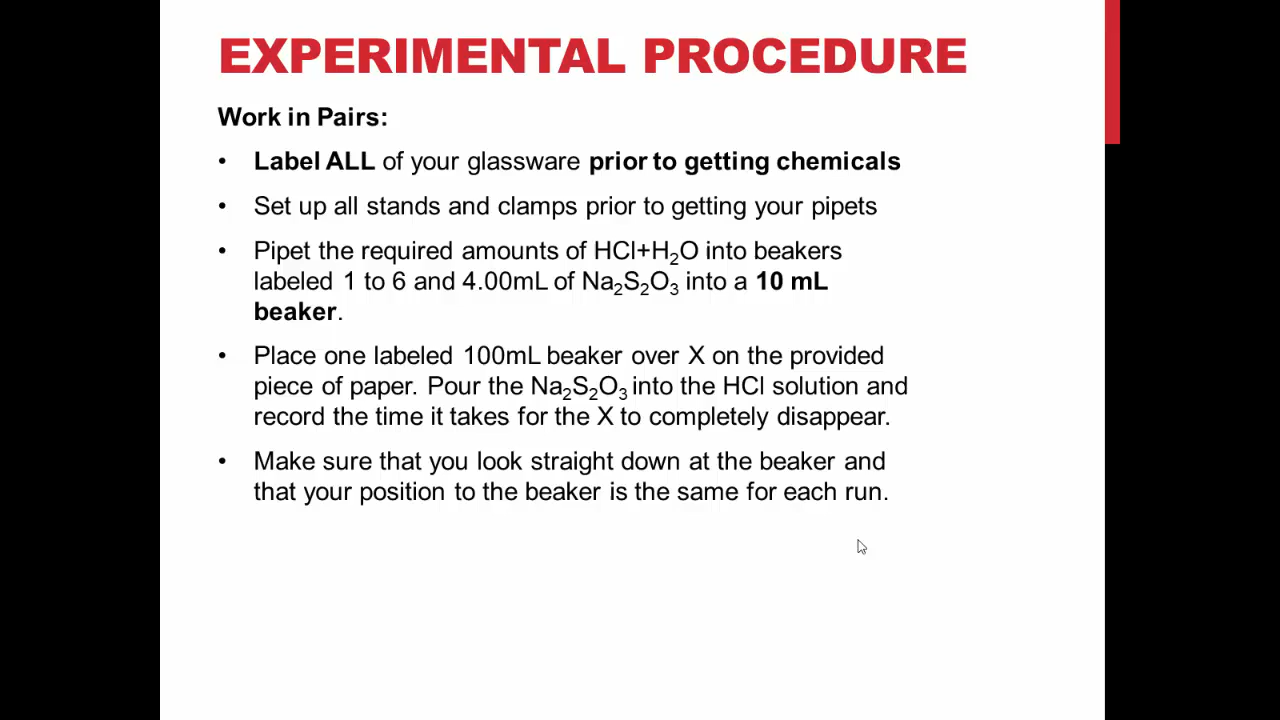 EXPERIMENTAL PROCEDURE
Work in Pairs:
• Label ALL of your glassware prior to getting chemicals
• Set up all stands and clamps prior to getting your pipets
• Pipet the required amounts of HCl+H₂O into beakers
labeled 1 to 6 and 4.00mL of Na₂S₂O₃ into a 10 mL
beaker.
• Place one labeled 100mL beaker over X on the provided
piece of paper. Pour the Na₂S₂O₃ into the HCl solution and
record the time it takes for the X to completely disappear.
• Make sure that you look straight down at the beaker and
that your position to the beaker is the same for each run.